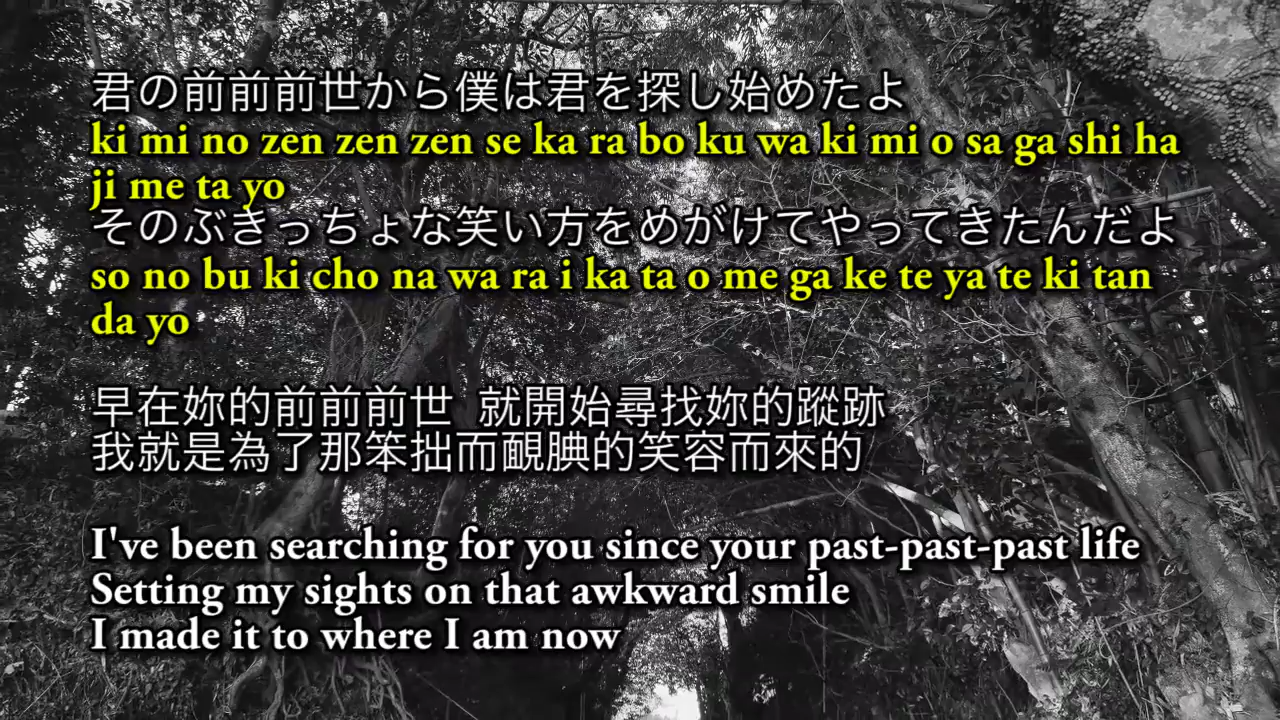 君の前前前世から僕は君を探し始めたよ
ki mi no zen zen zen se ka ra bo ku wa ki mi o sa ga shi ha
ji me ta yo
そのぶきっちょな笑い方をめがけてやってきたんだよ
so no bu ki cho na wa ra i ka ta o me ga ke te ya te ki tan
da yo
早在妳的前前前世 就開始尋找妳的蹤跡
我就是為了那笨拙而靦腆的笑容而來的
I've been searching for you since your past-past-past life
Setting my sights on that awkward smile
I made it to where I am now